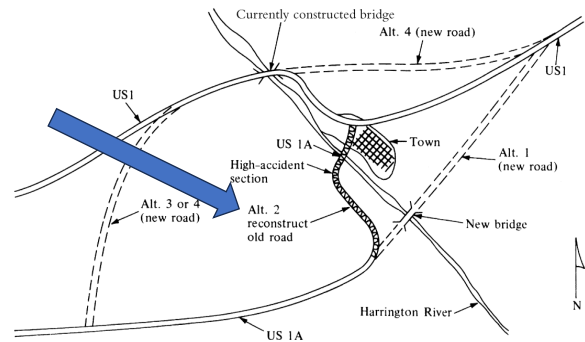 Currently constructed bridge
Alt. 4
(new road)
US1
US1
US 1A
Town
High-accident
section
Alt. 1
(new road)
Alt. 3 or 4
(new road)
Alt. 2
reconstruct
old road
New bridge
Harrington River
N
US 1A